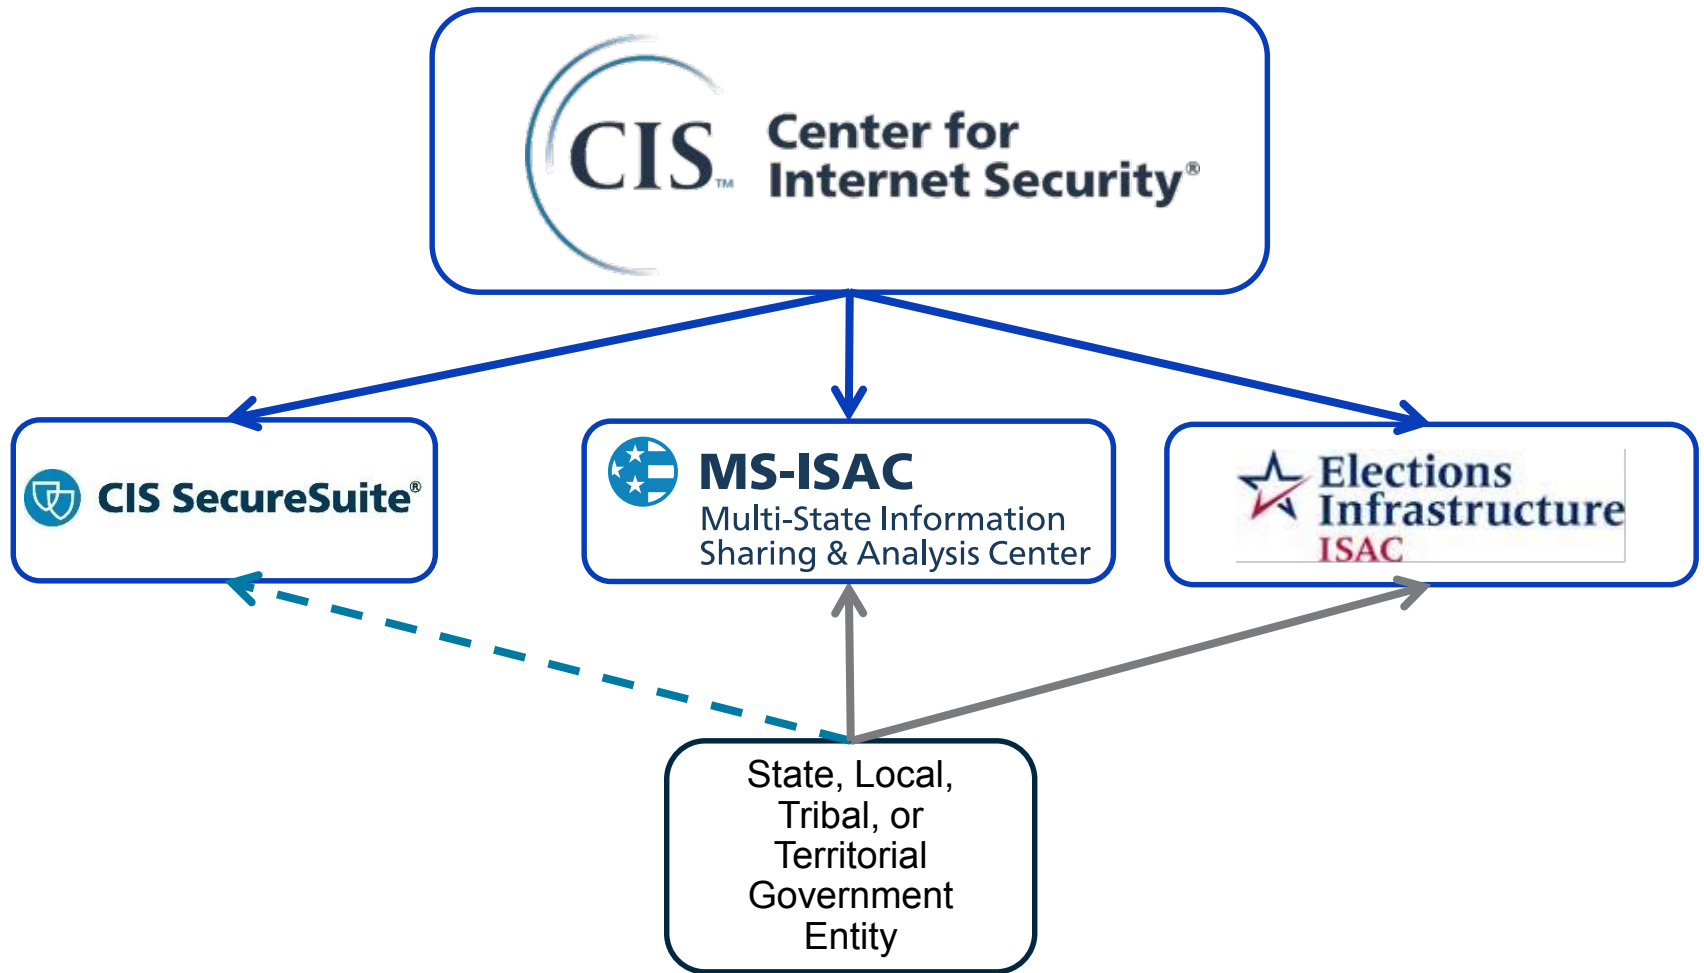 CIS™
Center for
Internet Security®
CIS SecureSuite®
MS-ISAC
Multi-State Information
Sharing & Analysis Center
Elections
Infrastructure
ISAC
State, Local,
Tribal, or
Territorial
Government
Entity